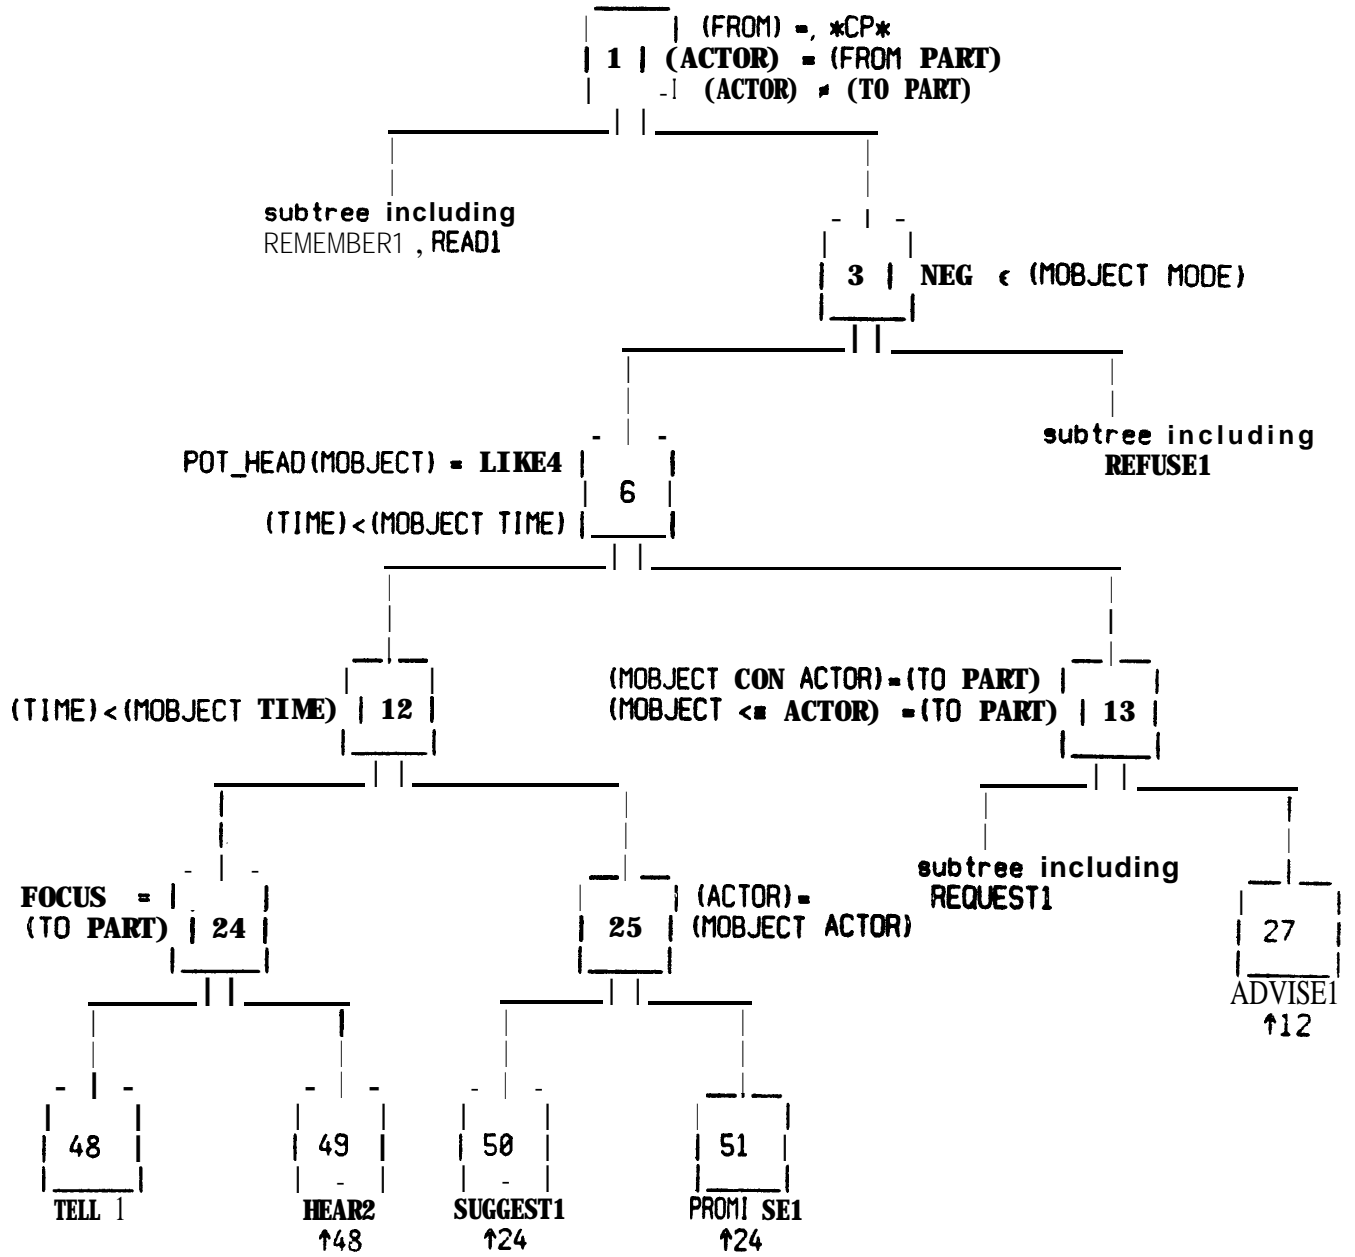 (FROM) =, *CP*
1 (ACTOR) = (FROM PART)
(ACTOR) ≠ (TO PART)
subtree including
REMEMBER1 , READ1
3 NEG ϵ (MOBJECT MODE)
subtree including
REFUSE1
POT_HEAD(MOBJECT) = LIKE4
6
(TIME)<(MOBJECT TIME)
(TIME)<(MOBJECT TIME) 12
(MOBJECT CON ACTOR)=(TO PART)
(MOBJECT <= ACTOR) =(TO PART) 13
FOCUS =
(TO PART) 24
25 (ACTOR)=
(MOBJECT ACTOR)
subtree including
REQUEST1
27
ADVISE1
↑12
48
TELL 1
49
HEAR2
↑48
50
SUGGEST1
↑24
51
PROMI SE1
↑24